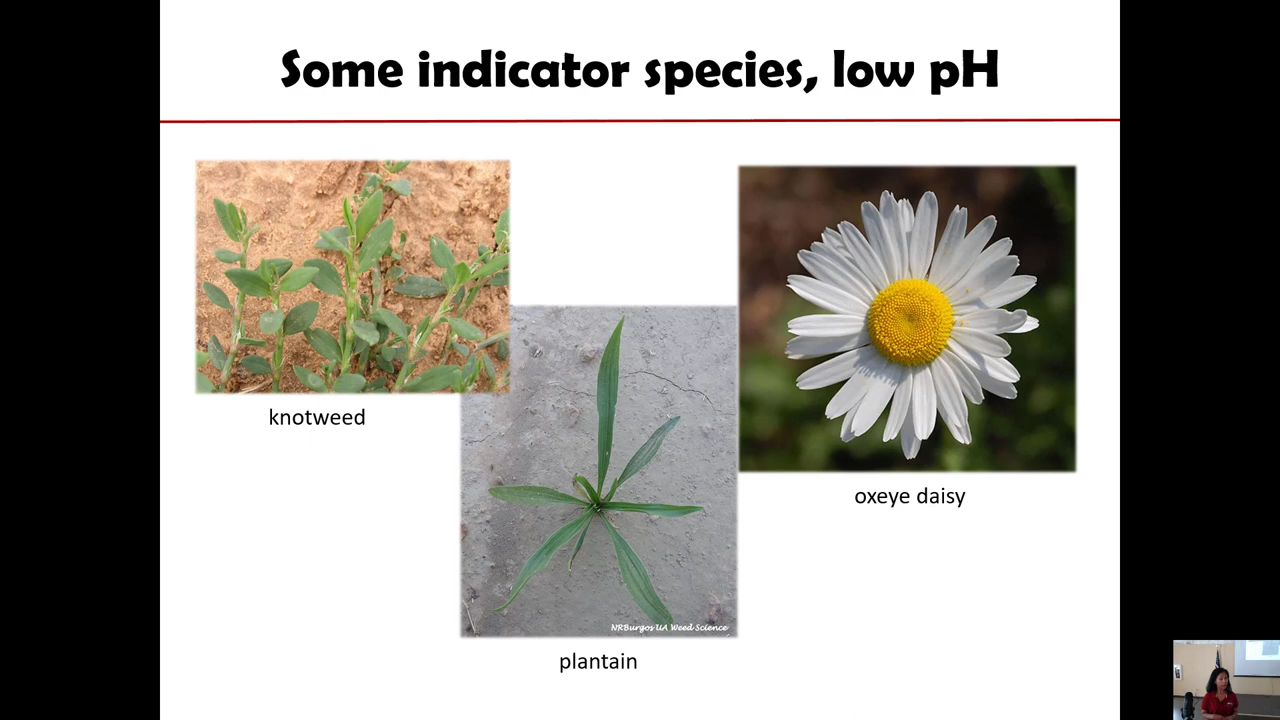 Some indicator species, low pH
knotweed
oxeye daisy
NRBurgos UA Weed Science
plantain